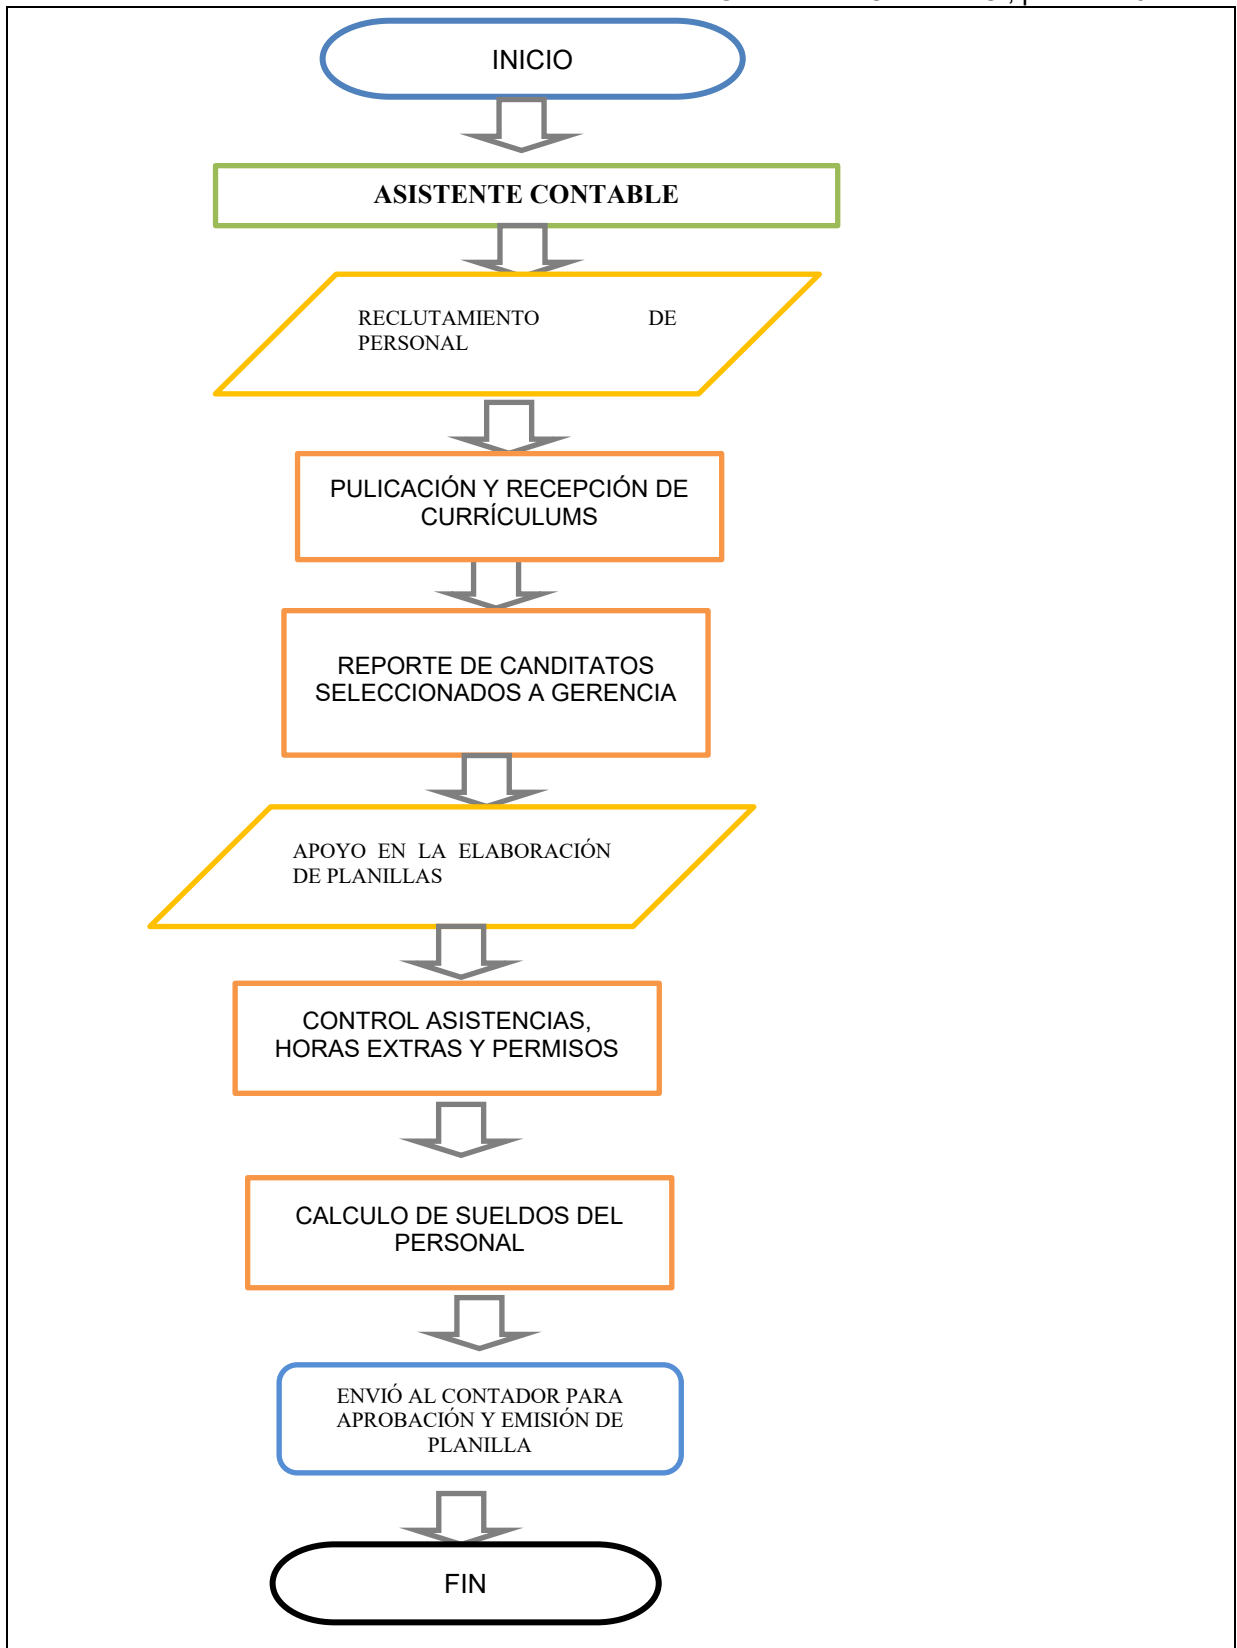 INICIO
ASISTENTE CONTABLE
RECLUTAMIENTO DE
PERSONAL
PULICACIÓN Y RECEPCIÓN DE
CURRÍCULUMS
REPORTE DE CANDITATOS
SELECCIONADOS A GERENCIA
APOYO EN LA ELABORACIÓN
DE PLANILLAS
CONTROL ASISTENCIAS,
HORAS EXTRAS Y PERMISOS
CALCULO DE SUELDOS DEL
PERSONAL
ENVIÓ AL CONTADOR PARA
APROBACIÓN Y EMISIÓN DE
PLANILLA
FIN